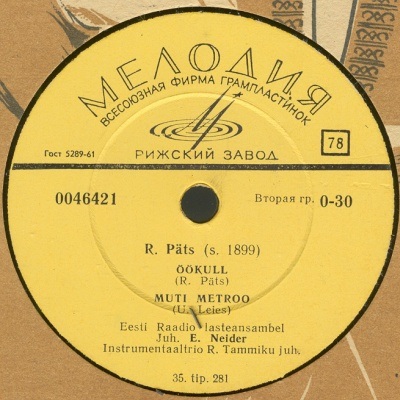 МЕЛОДИЯ
ВСЕСОЮЗНАЯ ФИРМА ГРАМПЛАСТИНОК
Гост 5289-61
РИЖСКИЙ ЗАВОД
78
0046421
Вторая гр. 0-30
R. Päts (s. 1899)
ÖÖKULL
(R. Päts)
MUTI METROO
(U. Leies)
Eesti Raadio lasteansambel
Juh. E. Neider
Instrumentaaltrio R. Tammiku juh.
35. tip. 281